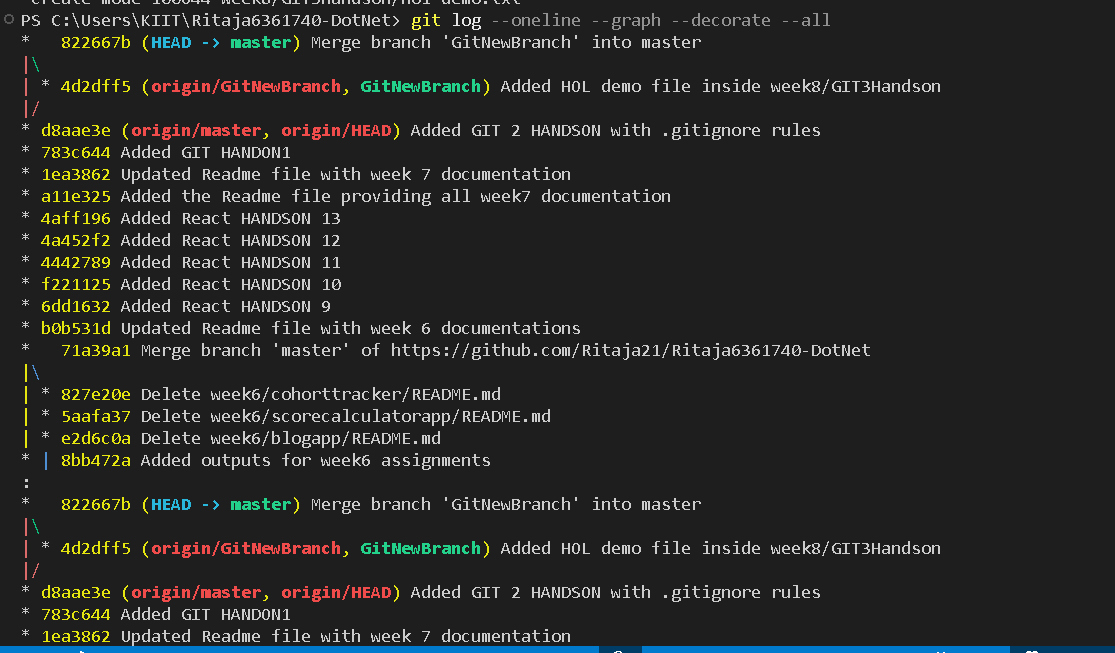 create mode 100644 week8/GIT3handson/hol demo.txt
PS C:\Users\KIIT\Ritaja6361740-DotNet> git log --oneline --graph --decorate --all
*   822667b (HEAD -> master) Merge branch 'GitNewBranch' into master
|\
| * 4d2dff5 (origin/GitNewBranch, GitNewBranch) Added HOL demo file inside week8/GIT3Handson
|/
* d8aae3e (origin/master, origin/HEAD) Added GIT 2 HANDSON with .gitignore rules
* 783c644 Added GIT HANDON1
* 1ea3862 Updated Readme file with week 7 documentation
* a11e325 Added the Readme file providing all week7 documentation
* 4aff196 Added React HANDSON 13
* 4a452f2 Added React HANDSON 12
* 4442789 Added React HANDSON 11
* f221125 Added React HANDSON 10
* 6dd1632 Added React HANDSON 9
* b0b531d Updated Readme file with week 6 documentations
*   71a39a1 Merge branch 'master' of https://github.com/Ritaja21/Ritaja6361740-DotNet
|\
| * 827e20e Delete week6/cohorttracker/README.md
| * 5aafa37 Delete week6/scorecalculatorapp/README.md
| * e2d6c0a Delete week6/blogapp/README.md
* | 8bb472a Added outputs for week6 assignments
:
*   822667b (HEAD -> master) Merge branch 'GitNewBranch' into master
|\
| * 4d2dff5 (origin/GitNewBranch, GitNewBranch) Added HOL demo file inside week8/GIT3Handson
|/
* d8aae3e (origin/master, origin/HEAD) Added GIT 2 HANDSON with .gitignore rules
* 783c644 Added GIT HANDON1
* 1ea3862 Updated Readme file with week 7 documentation